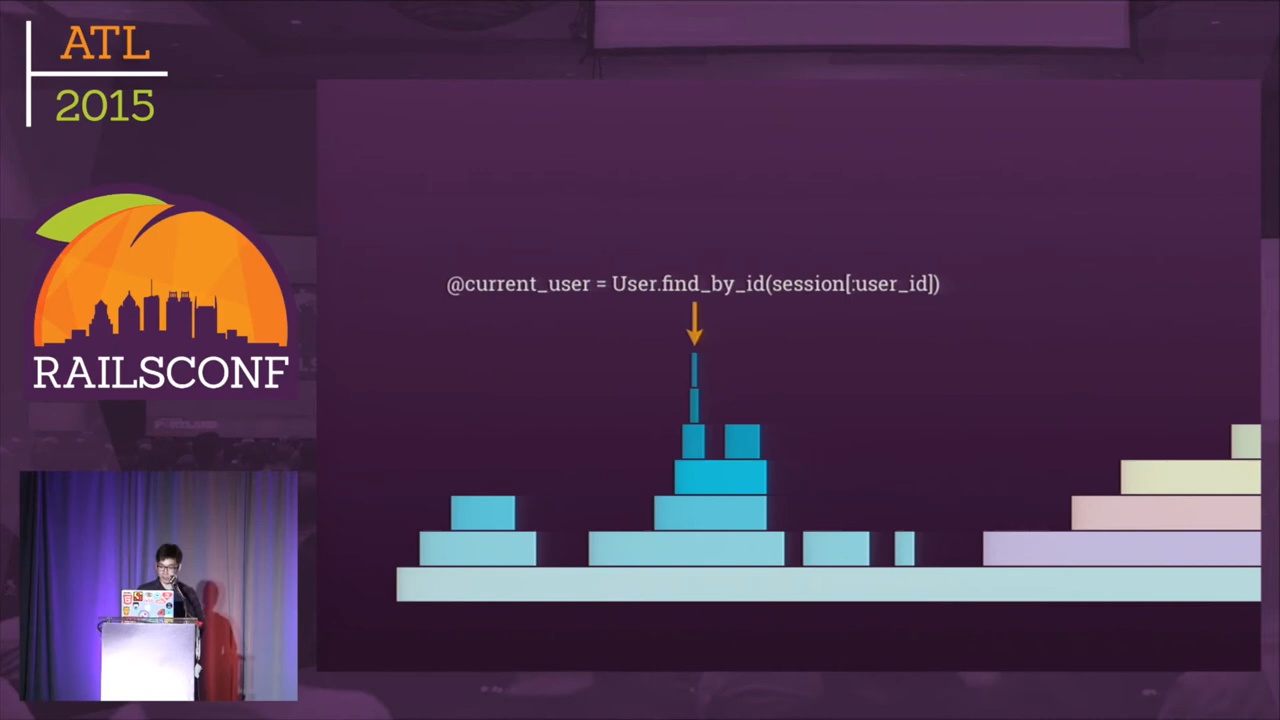 ATL
2015
RAILSCONF
@current_user = User.find_by_id(session[:user_id])